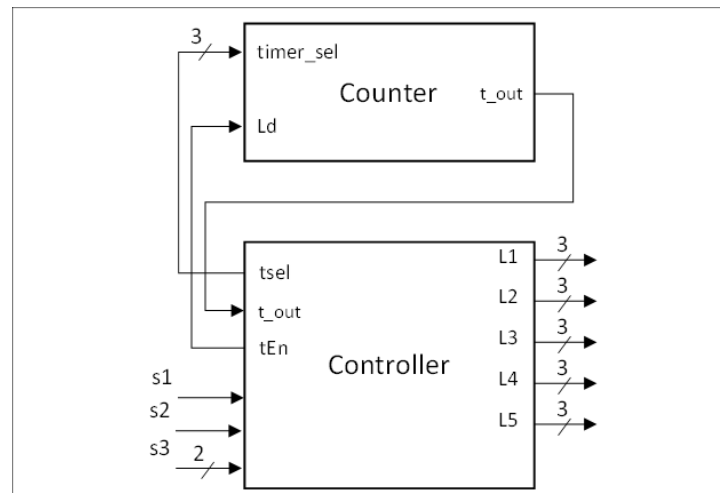 3
timer_sel
Counter
t_out
Ld
tsel
t_out
tEn
Controller
s1
s2
s3
2
L1
3
L2
3
L3
3
L4
3
L5
3